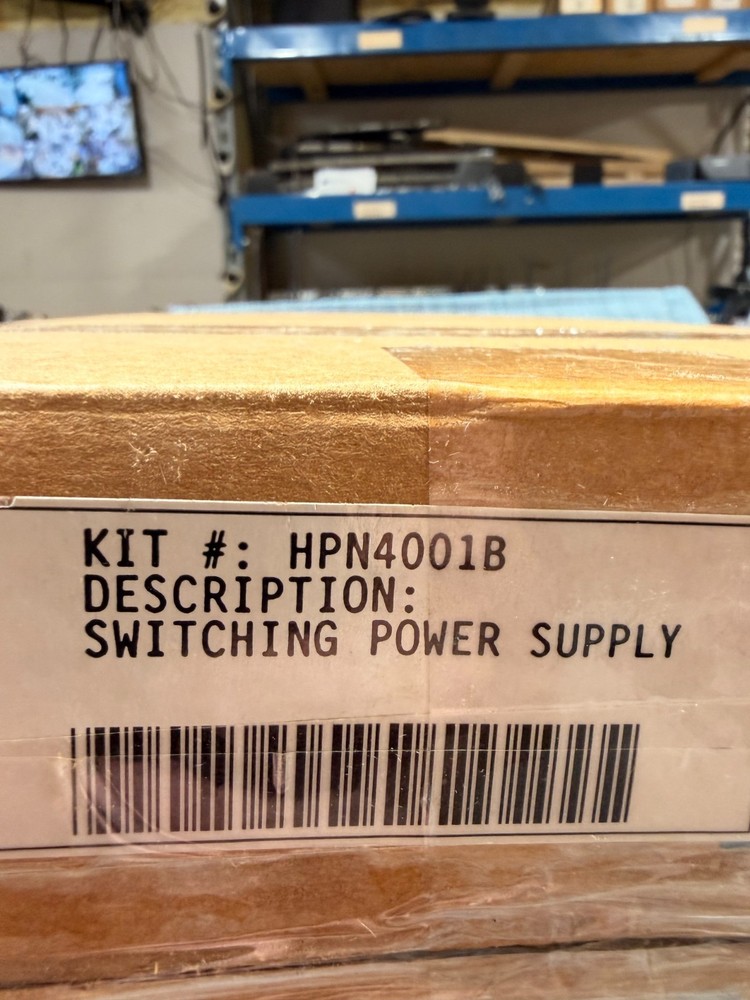 KIT #: HPN4001B
DESCRIPTION:
SWITCHING POWER SUPPLY